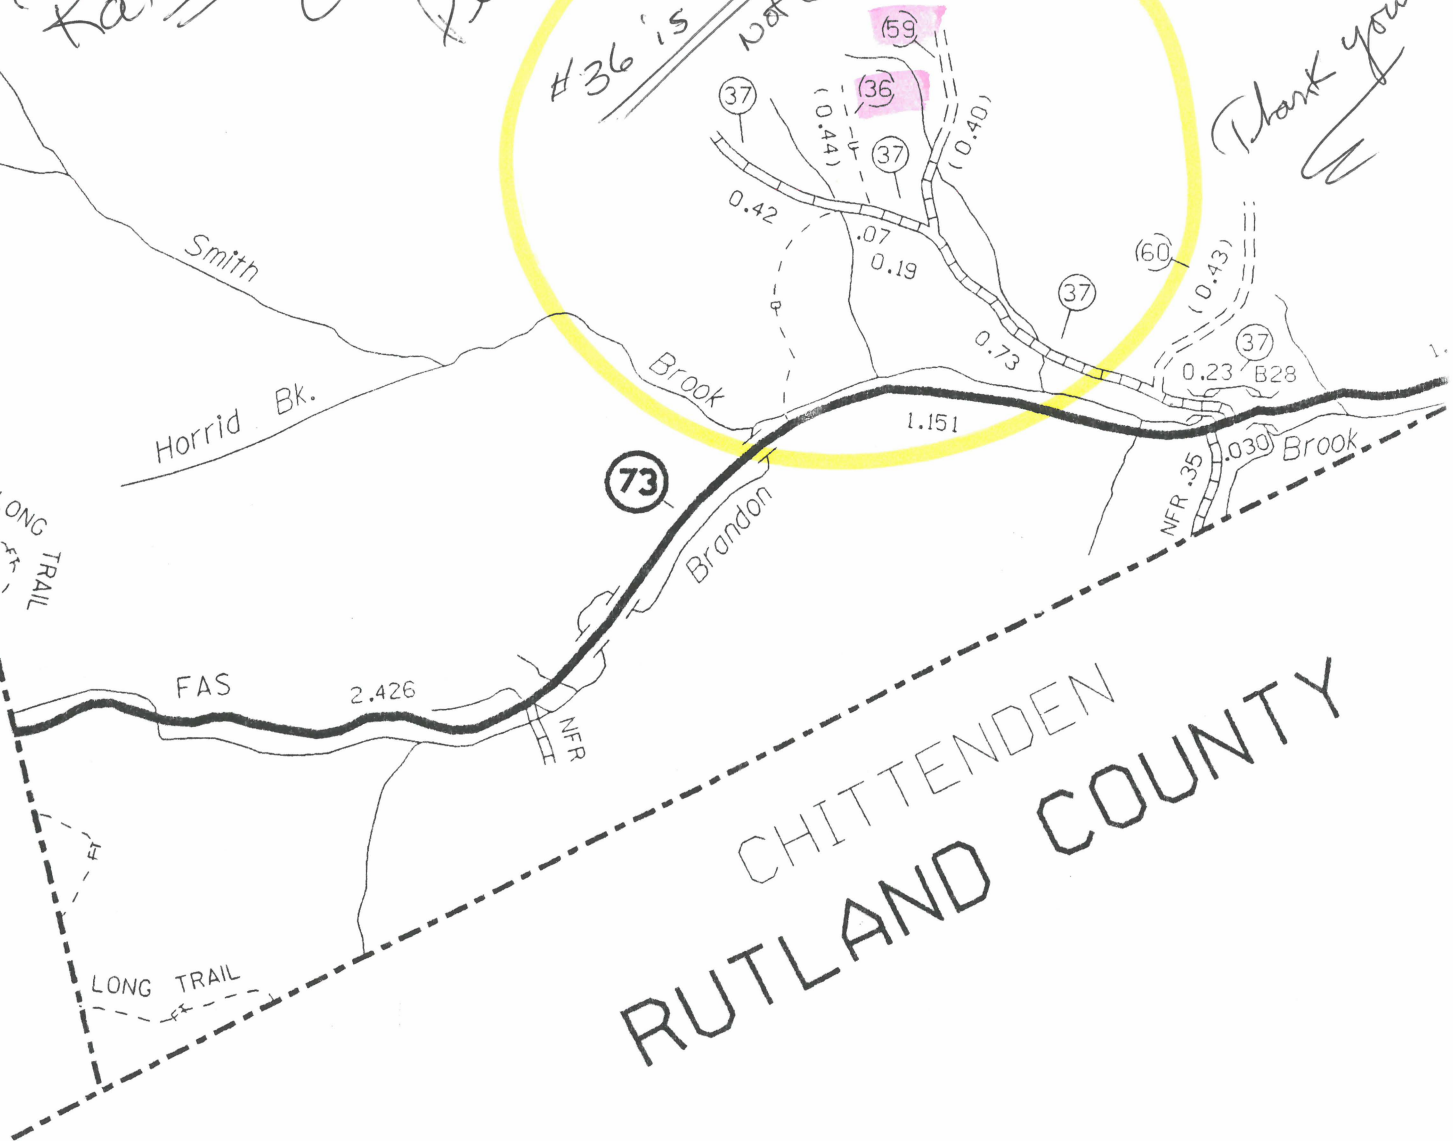 #36 is
Not
Thank you
(59)
(36)
37
(0.44)
(0.40)
37
0.42
.07
0.19
37
(60)
(0.43)
Smith
0.73
37
0.23 B28
1.
Brook
Horrid Bk.
1.151
.030
Brook
73
NFR .35
Brandon
LONG TRAIL
FAS
2.426
NFR
CHITTENDEN
RUTLAND COUNTY
LONG TRAIL